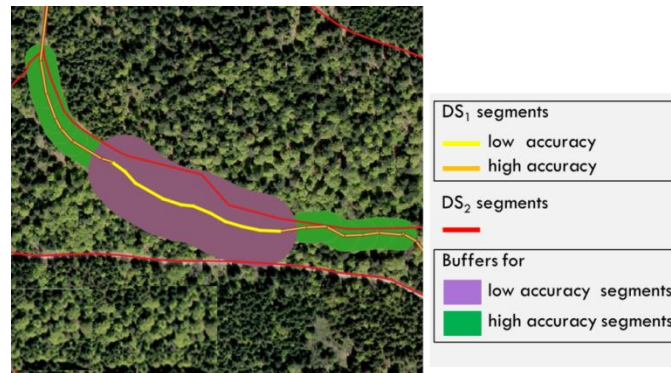 DS₁ segments
low accuracy
high accuracy
DS₂ segments
Buffers for
low accuracy segments
high accuracy segments